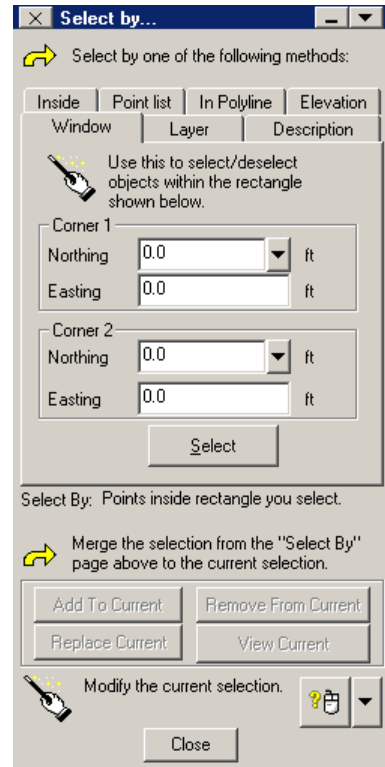 Select by...
Select by one of the following methods:
Inside Point list In Polyline Elevation
Window Layer Description
Use this to select/deselect
objects within the rectangle
shown below.
Corner 1
Northing 0.0 ft
Easting 0.0 ft
Corner 2
Northing 0.0 ft
Easting 0.0 ft
Select
Select By: Points inside rectangle you select.
Merge the selection from the "Select By"
page above to the current selection.
Add To Current Remove From Current
Replace Current View Current
Modify the current selection. ?
Close